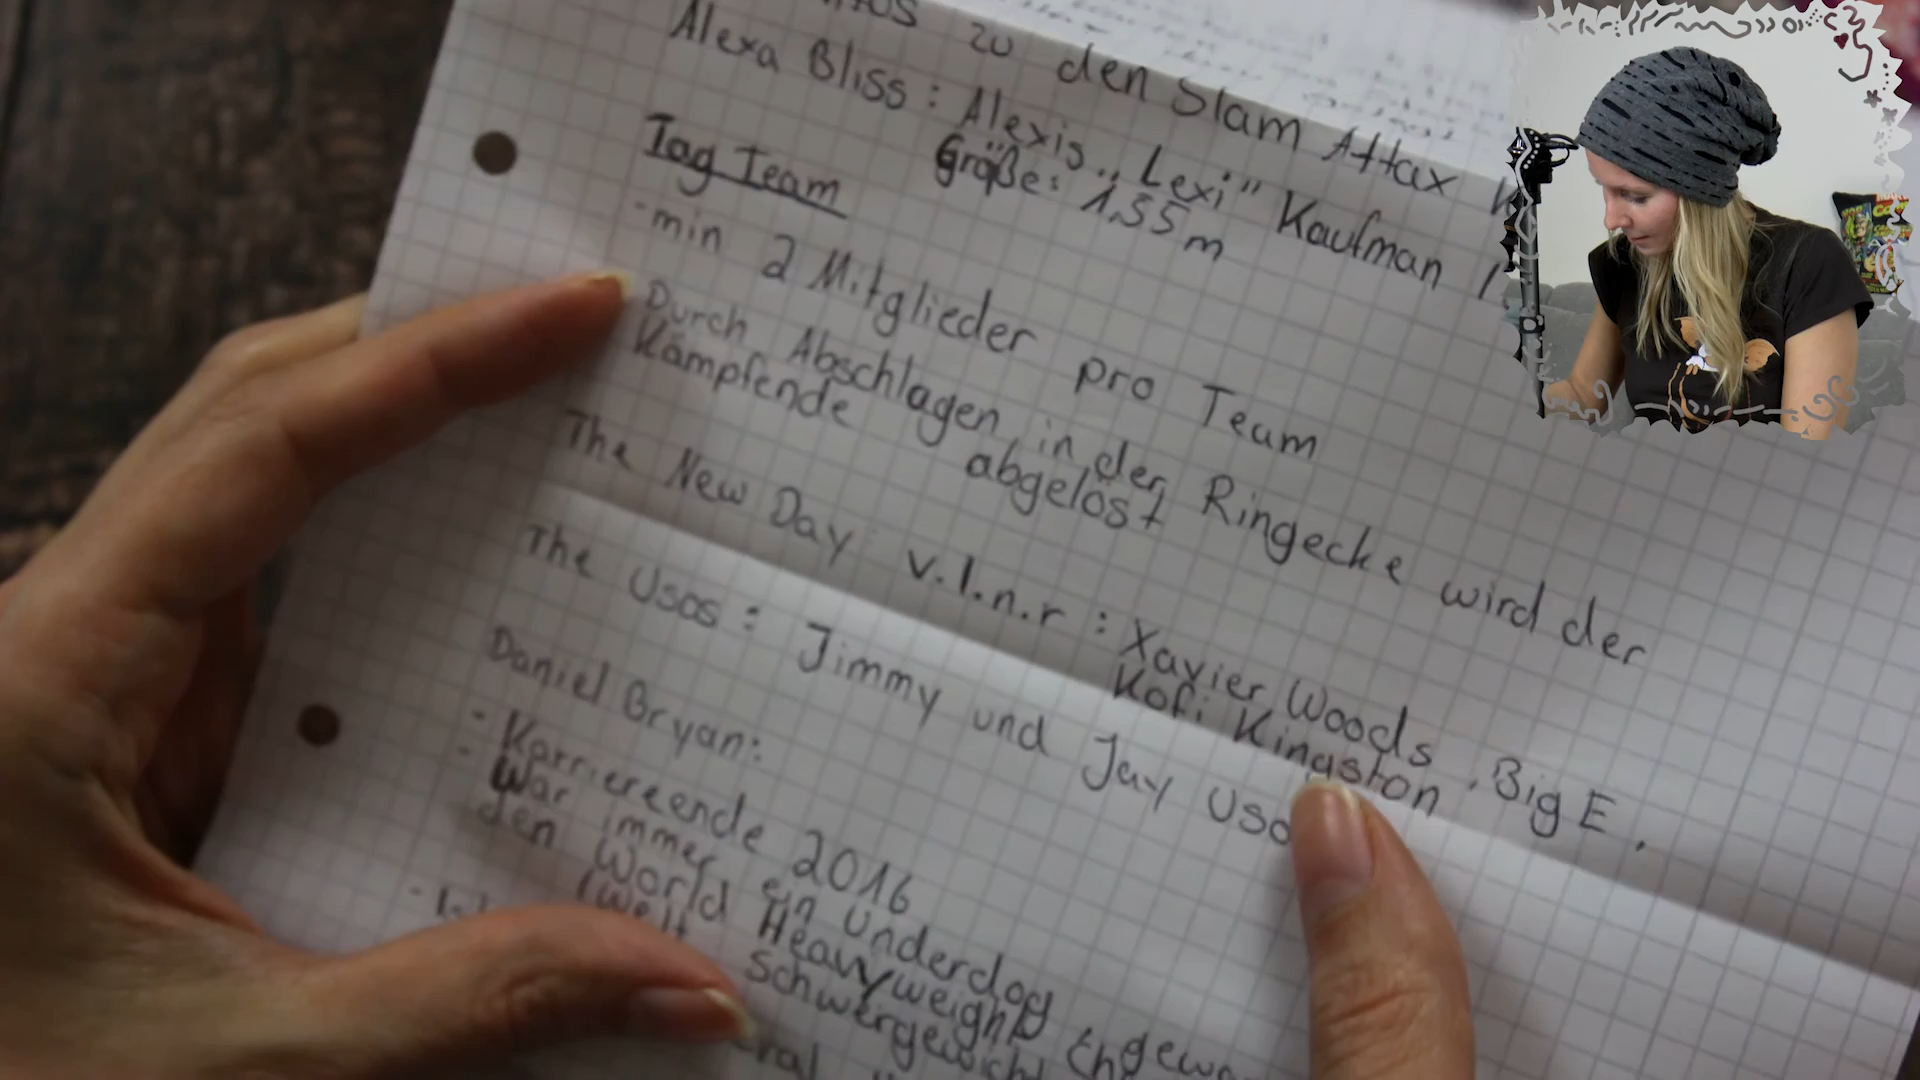 zu den Slam Attax
Alexa Bliss: Alexis „Lexi" Kaufman
Größe: 1,55 m
Tag Team
- min 2 Mitglieder pro Team
- Durch Abschlagen in der Ringecke wird der
Kämpfende abgelöst
The New Day v.l.n.r: Xavier Woods, Big E,
Kofi Kingston
The Usos: Jimmy und Jay Uso
Daniel Bryan:
- Karriereende 2016
- War immer ein Underdog
den World Heavyweight
schwergewicht